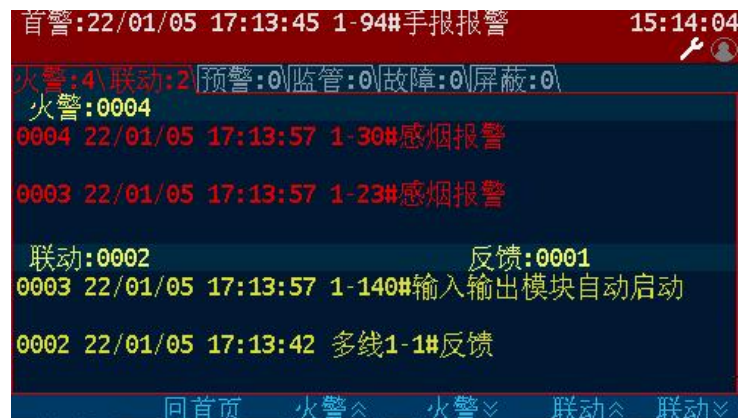 首警:22/01/05 17:13:45 1-94#手报报警 15:14:04
火警:4\联动:2\预警:0\监管:0\故障:0\屏蔽:0\
火警:0004
0004 22/01/05 17:13:57 1-30#感烟报警
0003 22/01/05 17:13:57 1-23#感烟报警
联动:0002 反馈:0001
0003 22/01/05 17:13:57 1-140#输入输出模块自动启动
0002 22/01/05 17:13:42 多线1-1#反馈
回首页 火警︽ 火警︾ 联动︽ 联动︾